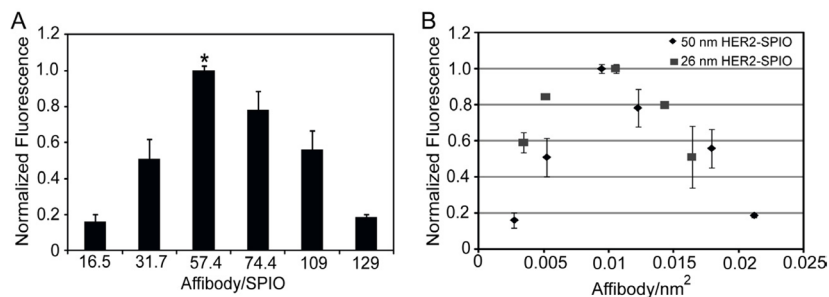 A
Normalized Fluorescence
1.2
1.0
0.8
0.6
0.4
0.2
0
*
16.5 31.7 57.4 74.4 109 129
Affibody/SPIO
B
Normalized Fluorescence
1.2
1.0
0.8
0.6
0.4
0.2
0
50 nm HER2-SPIO
26 nm HER2-SPIO
0 0.005 0.01 0.015 0.02 0.025
Affibody/nm²